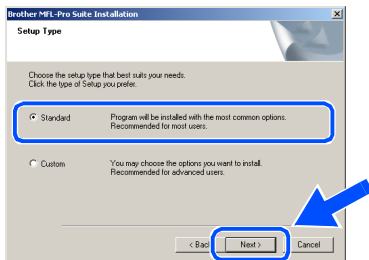 Brother MFL-Pro Suite Installation
Setup Type
Choose the setup type that best suits your needs.
Click the type of Setup you prefer.
Standard Program will be installed with the most common options.
Recommended for most users.
Custom You may choose the options you want to install.
Recommended for advanced users.
< Back Next > Cancel